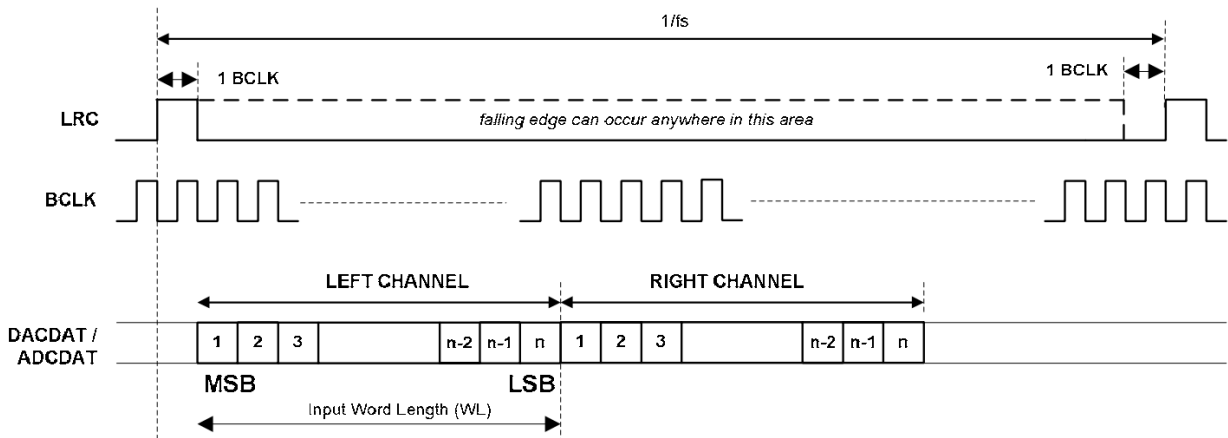 1/fs
1 BCLK
1 BCLK
LRC
falling edge can occur anywhere in this area
BCLK
LEFT CHANNEL
RIGHT CHANNEL
DACDAT /
ADCDAT
1 2 3 n-2 n-1 n 1 2 3 n-2 n-1 n
MSB LSB
Input Word Length (WL)